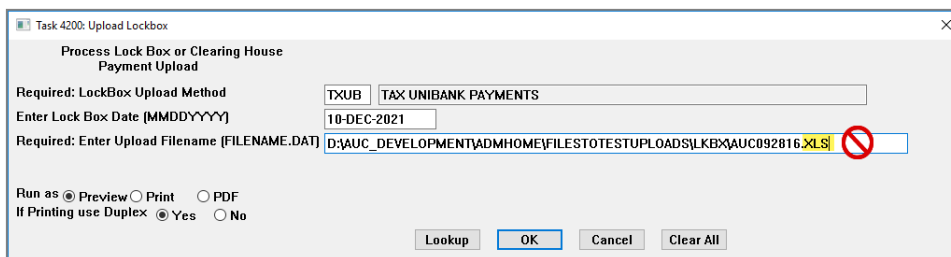 Task 4200: Upload Lockbox
Process Lock Box or Clearing House
Payment Upload
Required: LockBox Upload Method TXUB TAX UNIBANK PAYMENTS
Enter Lock Box Date (MMDDYYYY) 10-DEC-2021
Required: Enter Upload Filename (FILENAME.DAT) D:\AUC_DEVELOPMENT\ADMHOME\FILESTOTESTUPLOADS\LKBX\AUC092816.XLS
Run as Preview Print PDF
If Printing use Duplex Yes No
Lookup OK Cancel Clear All